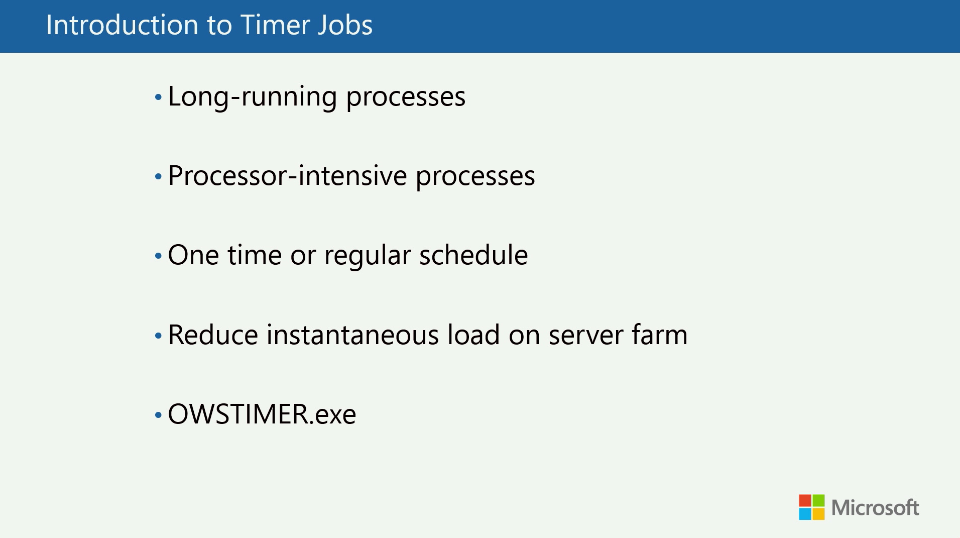 Introduction to Timer Jobs
• Long-running processes
• Processor-intensive processes
• One time or regular schedule
• Reduce instantaneous load on server farm
• OWSTIMER.exe
Microsoft